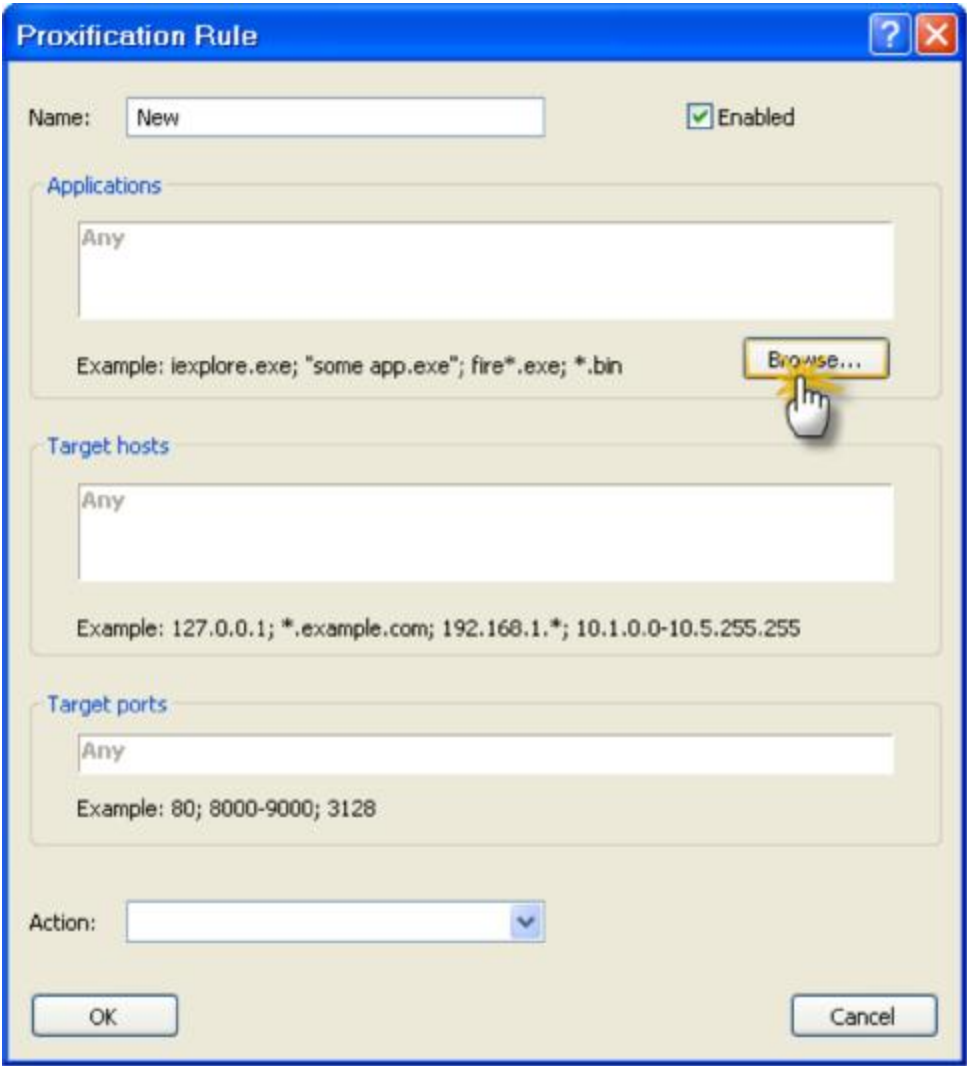 Proxification Rule
Name: New Enabled
Applications
Any
Example: iexplore.exe; "some app.exe"; fire*.exe; *.bin Browse...
Target hosts
Any
Example: 127.0.0.1; *.example.com; 192.168.1.*; 10.1.0.0-10.5.255.255
Target ports
Any
Example: 80; 8000-9000; 3128
Action:
OK Cancel